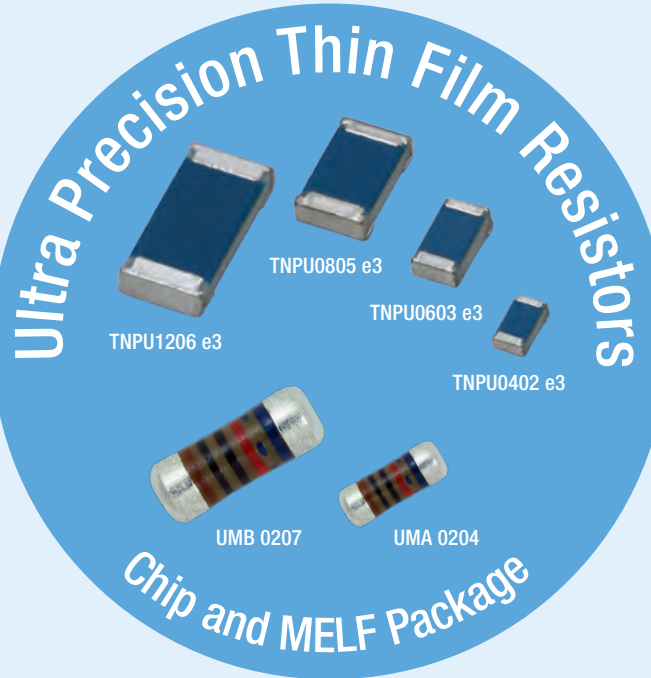 Ultra Precision Thin Film Resistors
TNPU0805 e3
TNPU0603 e3
TNPU1206 e3
TNPU0402 e3
UMB 0207
UMA 0204
Chip and MELF Package